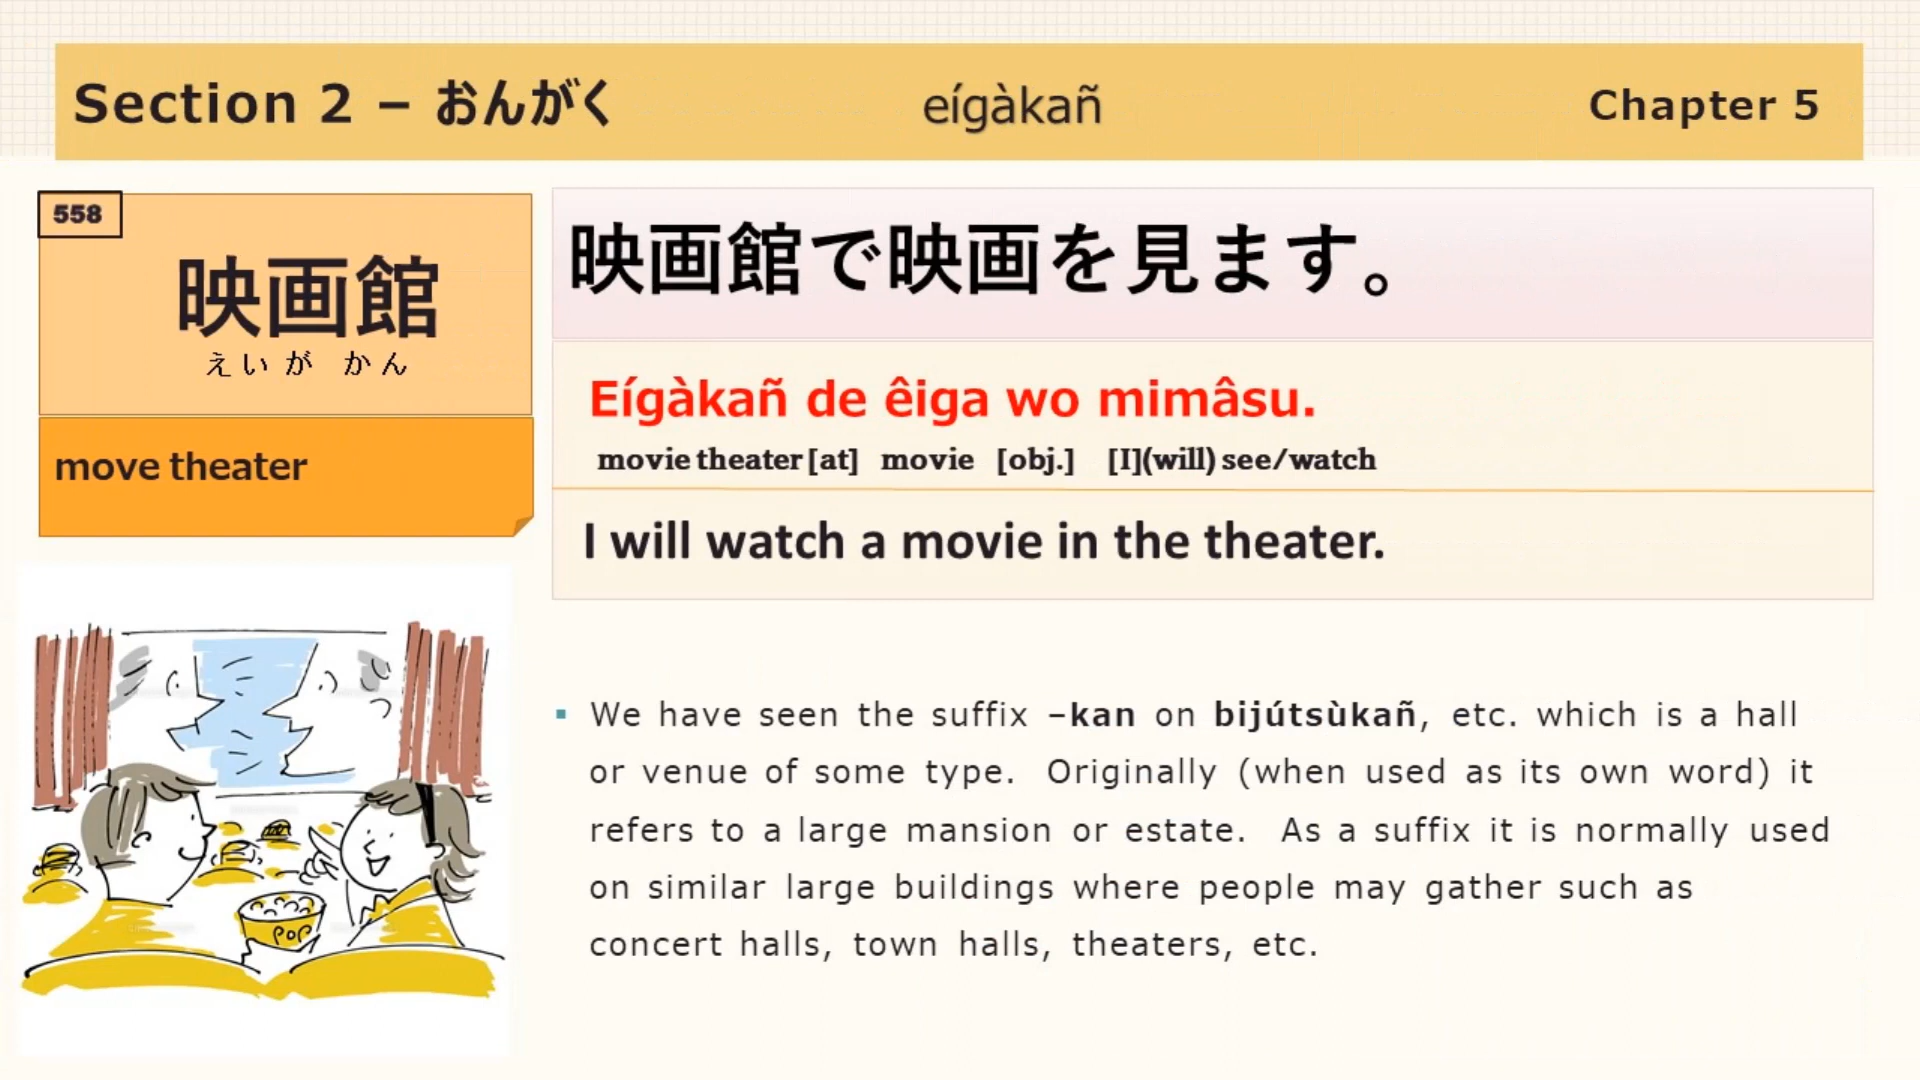 Section 2 – おんがく eígàkañ Chapter 5
558
映画館
えい が かん
move theater
映画館で映画を見ます。
Eígàkañ de êiga wo mimâsu.
movie theater [at] movie [obj.] [I](will) see/watch
I will watch a movie in the theater.
▪ We have seen the suffix –kan on bijútsùkañ, etc. which is a hall
or venue of some type. Originally (when used as its own word) it
refers to a large mansion or estate. As a suffix it is normally used
on similar large buildings where people may gather such as
concert halls, town halls, theaters, etc.
POP